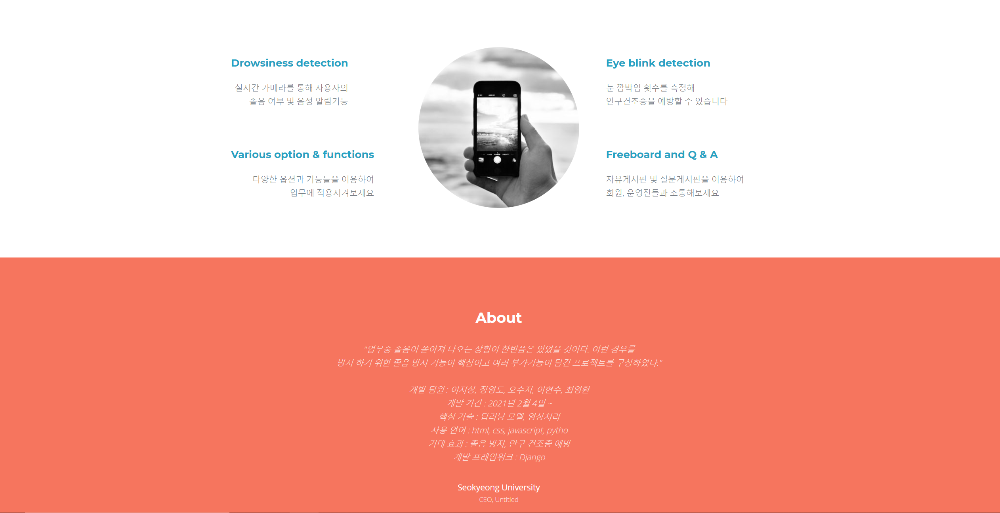 Drowsiness detection
실시간 카메라를 통해 사용자의
졸음 여부 및 음성 알림기능
Eye blink detection
눈 깜박임 횟수를 측정해
안구건조증을 예방할 수 있습니다
Various option & functions
다양한 옵션과 기능들을 이용하여
업무에 적용시켜보세요
Freeboard and Q & A
자유게시판 및 질문게시판을 이용하여
회원, 운영진들과 소통해보세요
About
"업무중 졸음이 쏟아져 나오는 상황이 한번쯤은 있었을 것이다. 이런 경우를
방지 하기 위한 졸음 방지 기능이 핵심이고 여러 부가기능이 담긴 프로젝트를 구상하였다."
개발 팀원 : 이지상, 정영도, 오수지, 이현수, 최영환
개발 기간 : 2021년 2월 4일 ~
핵심 기술 : 딥러닝 모델, 영상처리
사용 언어 : html, css, javascript, pytho
기대 효과 : 졸음 방지, 안구 건조증 예방
개발 프레임워크 : Django
Seokyeong University
CEO, Untitled